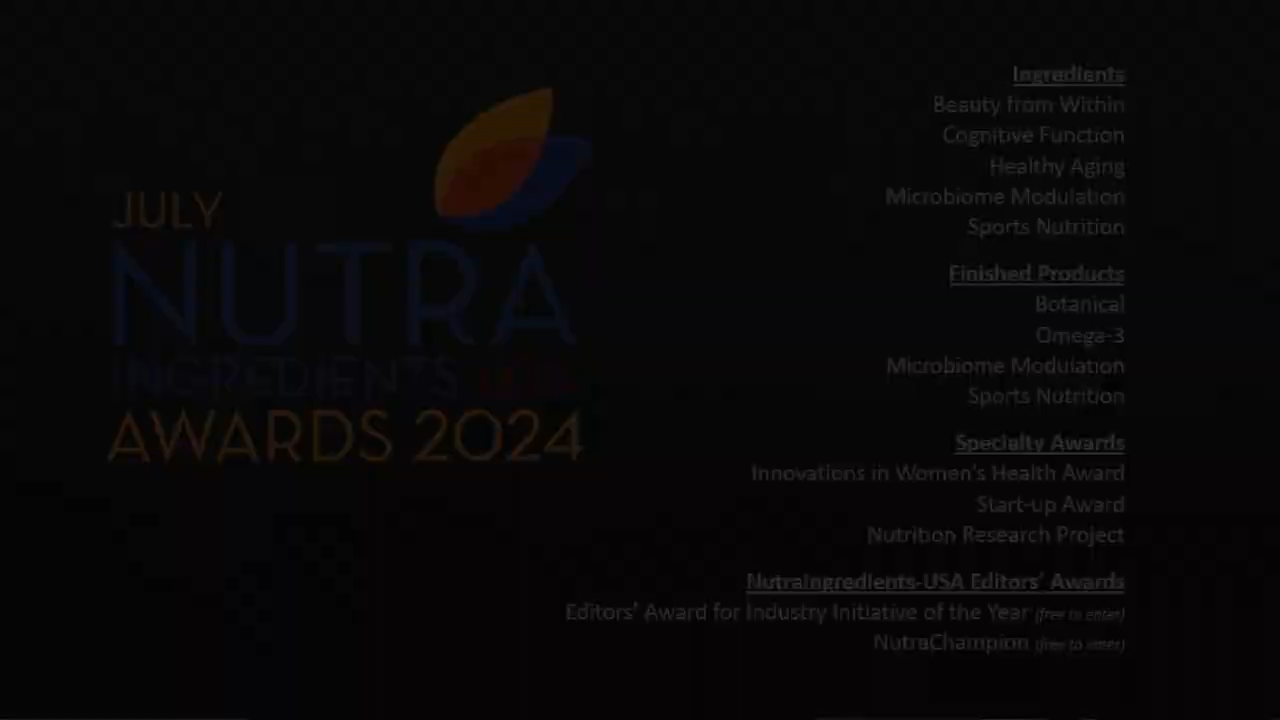 JULY
NUTRA
INGREDIENTS USA
AWARDS 2024
Ingredients
Beauty from Within
Cognitive Function
Healthy Aging
Microbiome Modulation
Sports Nutrition
Finished Products
Botanical
Omega-3
Microbiome Modulation
Sports Nutrition
Specialty Awards
Innovations in Women's Health Award
Start-up Award
Nutrition Research Project
NutraIngredients-USA Editors' Awards
Editors' Award for Industry Initiative of the Year (free to enter)
NutraChampion (free to enter)